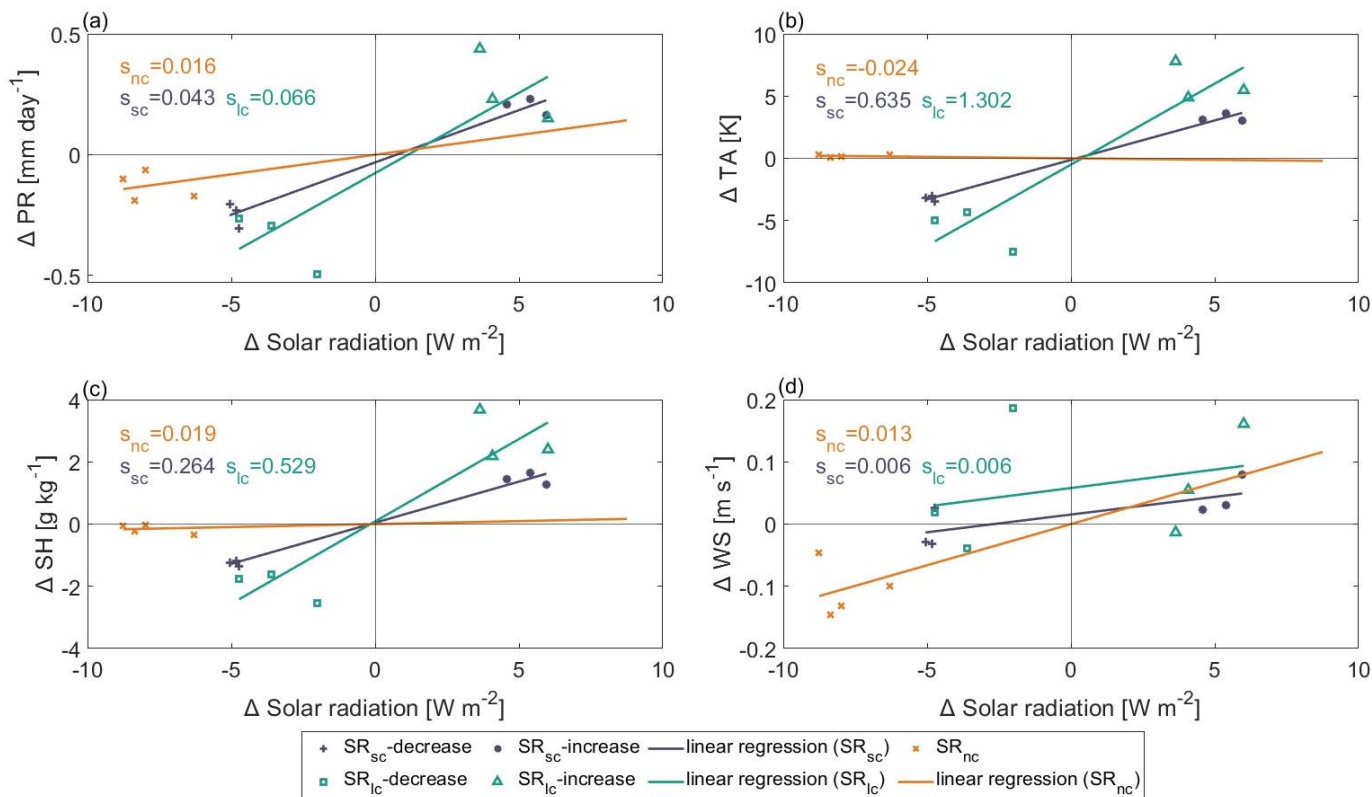 (a)
s_nc=0.016
s_sc=0.043 s_lc=0.066
Δ PR [mm day⁻¹]
0.5
0
-0.5
-10 -5 0 5 10
Δ Solar radiation [W m⁻²]
(b)
s_nc=-0.024
s_sc=0.635 s_lc=1.302
Δ TA [K]
10
5
0
-5
10
-10 -5 0 5 10
Δ Solar radiation [W m⁻²]
(c)
s_nc=0.019
s_sc=0.264 s_lc=0.529
Δ SH [g kg⁻¹]
4
2
0
-2
-4
-10 -5 0 5 10
Δ Solar radiation [W m⁻²]
(d)
s_nc=0.013
s_sc=0.006 s_lc=0.006
Δ WS [m s⁻¹]
0.2
0.1
0
-0.1
0.2
-10 -5 0 5 10
Δ Solar radiation [W m⁻²]
SR_sc-decrease SR_sc-increase linear regression (SR_sc) SR_nc
SR_lc-decrease SR_lc-increase linear regression (SR_lc) linear regression (SR_nc)